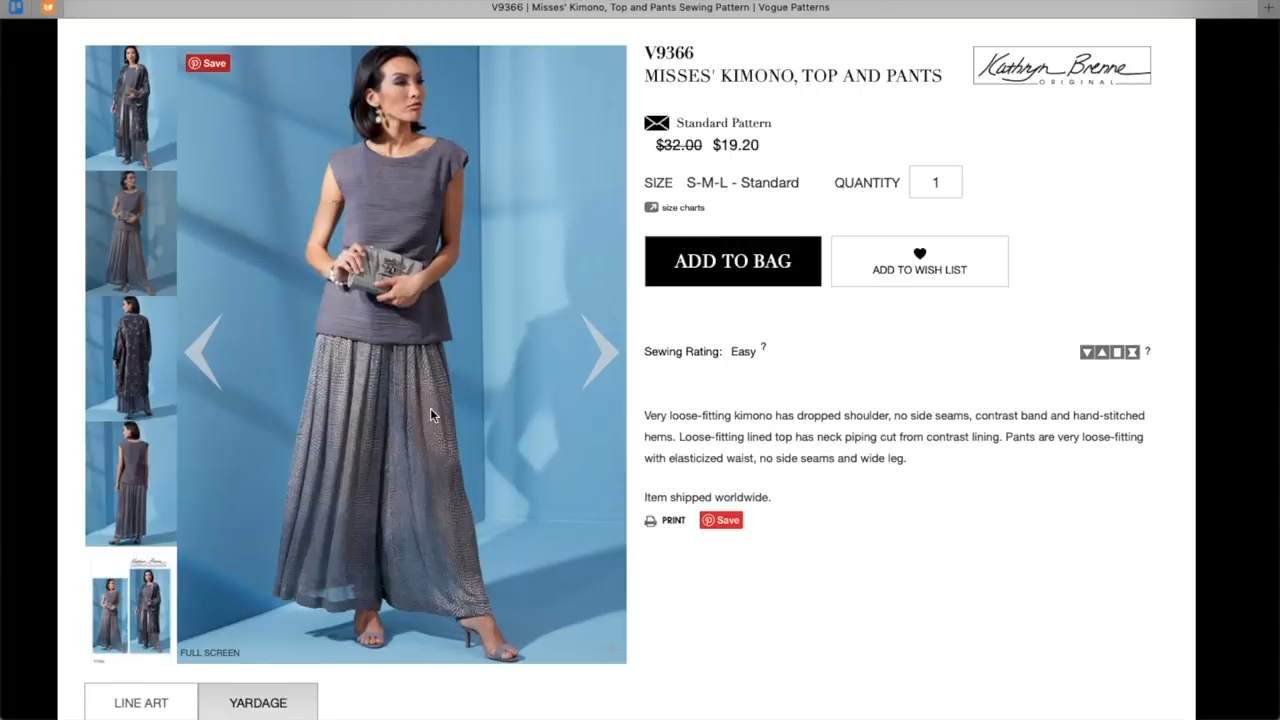 V9366 | Misses' Kimono, Top and Pants Sewing Pattern | Vogue Patterns
Save
V9366
MISSES' KIMONO, TOP AND PANTS
Kathryn Brenne
ORIGINAL
Standard Pattern
$32.00 $19.20
SIZE S-M-L - Standard QUANTITY 1
size charts
ADD TO BAG
ADD TO WISH LIST
Sewing Rating: Easy ?
?
Very loose-fitting kimono has dropped shoulder, no side seams, contrast band and hand-stitched
hems. Loose-fitting lined top has neck piping cut from contrast lining. Pants are very loose-fitting
with elasticized waist, no side seams and wide leg.
Item shipped worldwide.
PRINT Save
FULL SCREEN
LINE ART YARDAGE